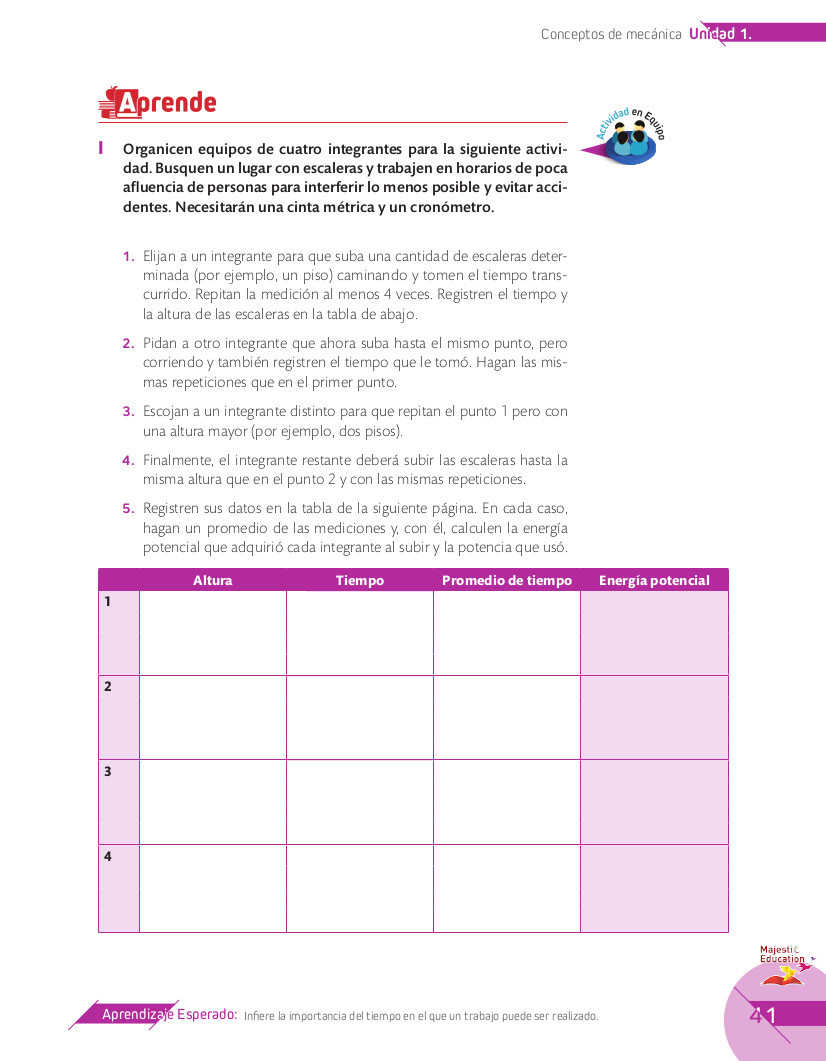 Conceptos de mecánica Unidad 1.
Aprende
Actividad en Equipo
I Organicen equipos de cuatro integrantes para la siguiente activi-
dad. Busquen un lugar con escaleras y trabajen en horarios de poca
afluencia de personas para interferir lo menos posible y evitar acci-
dentes. Necesitarán una cinta métrica y un cronómetro.
1. Elijan a un integrante para que suba una cantidad de escaleras deter-
minada (por ejemplo, un piso) caminando y tomen el tiempo trans-
currido. Repitan la medición al menos 4 veces. Registren el tiempo y
la altura de las escaleras en la tabla de abajo.
2. Pidan a otro integrante que ahora suba hasta el mismo punto, pero
corriendo y también registren el tiempo que le tomó. Hagan las mis-
mas repeticiones que en el primer punto.
3. Escojan a un integrante distinto para que repitan el punto 1 pero con
una altura mayor (por ejemplo, dos pisos).
4. Finalmente, el integrante restante deberá subir las escaleras hasta la
misma altura que en el punto 2 y con las mismas repeticiones.
5. Registren sus datos en la tabla de la siguiente página. En cada caso,
hagan un promedio de las mediciones y, con él, calculen la energía
potencial que adquirió cada integrante al subir y la potencia que usó.
Altura Tiempo Promedio de tiempo Energía potencial
1
2
3
4
Majestic
Education
Aprendizaje Esperado: Infiere la importancia del tiempo en el que un trabajo puede ser realizado.
41